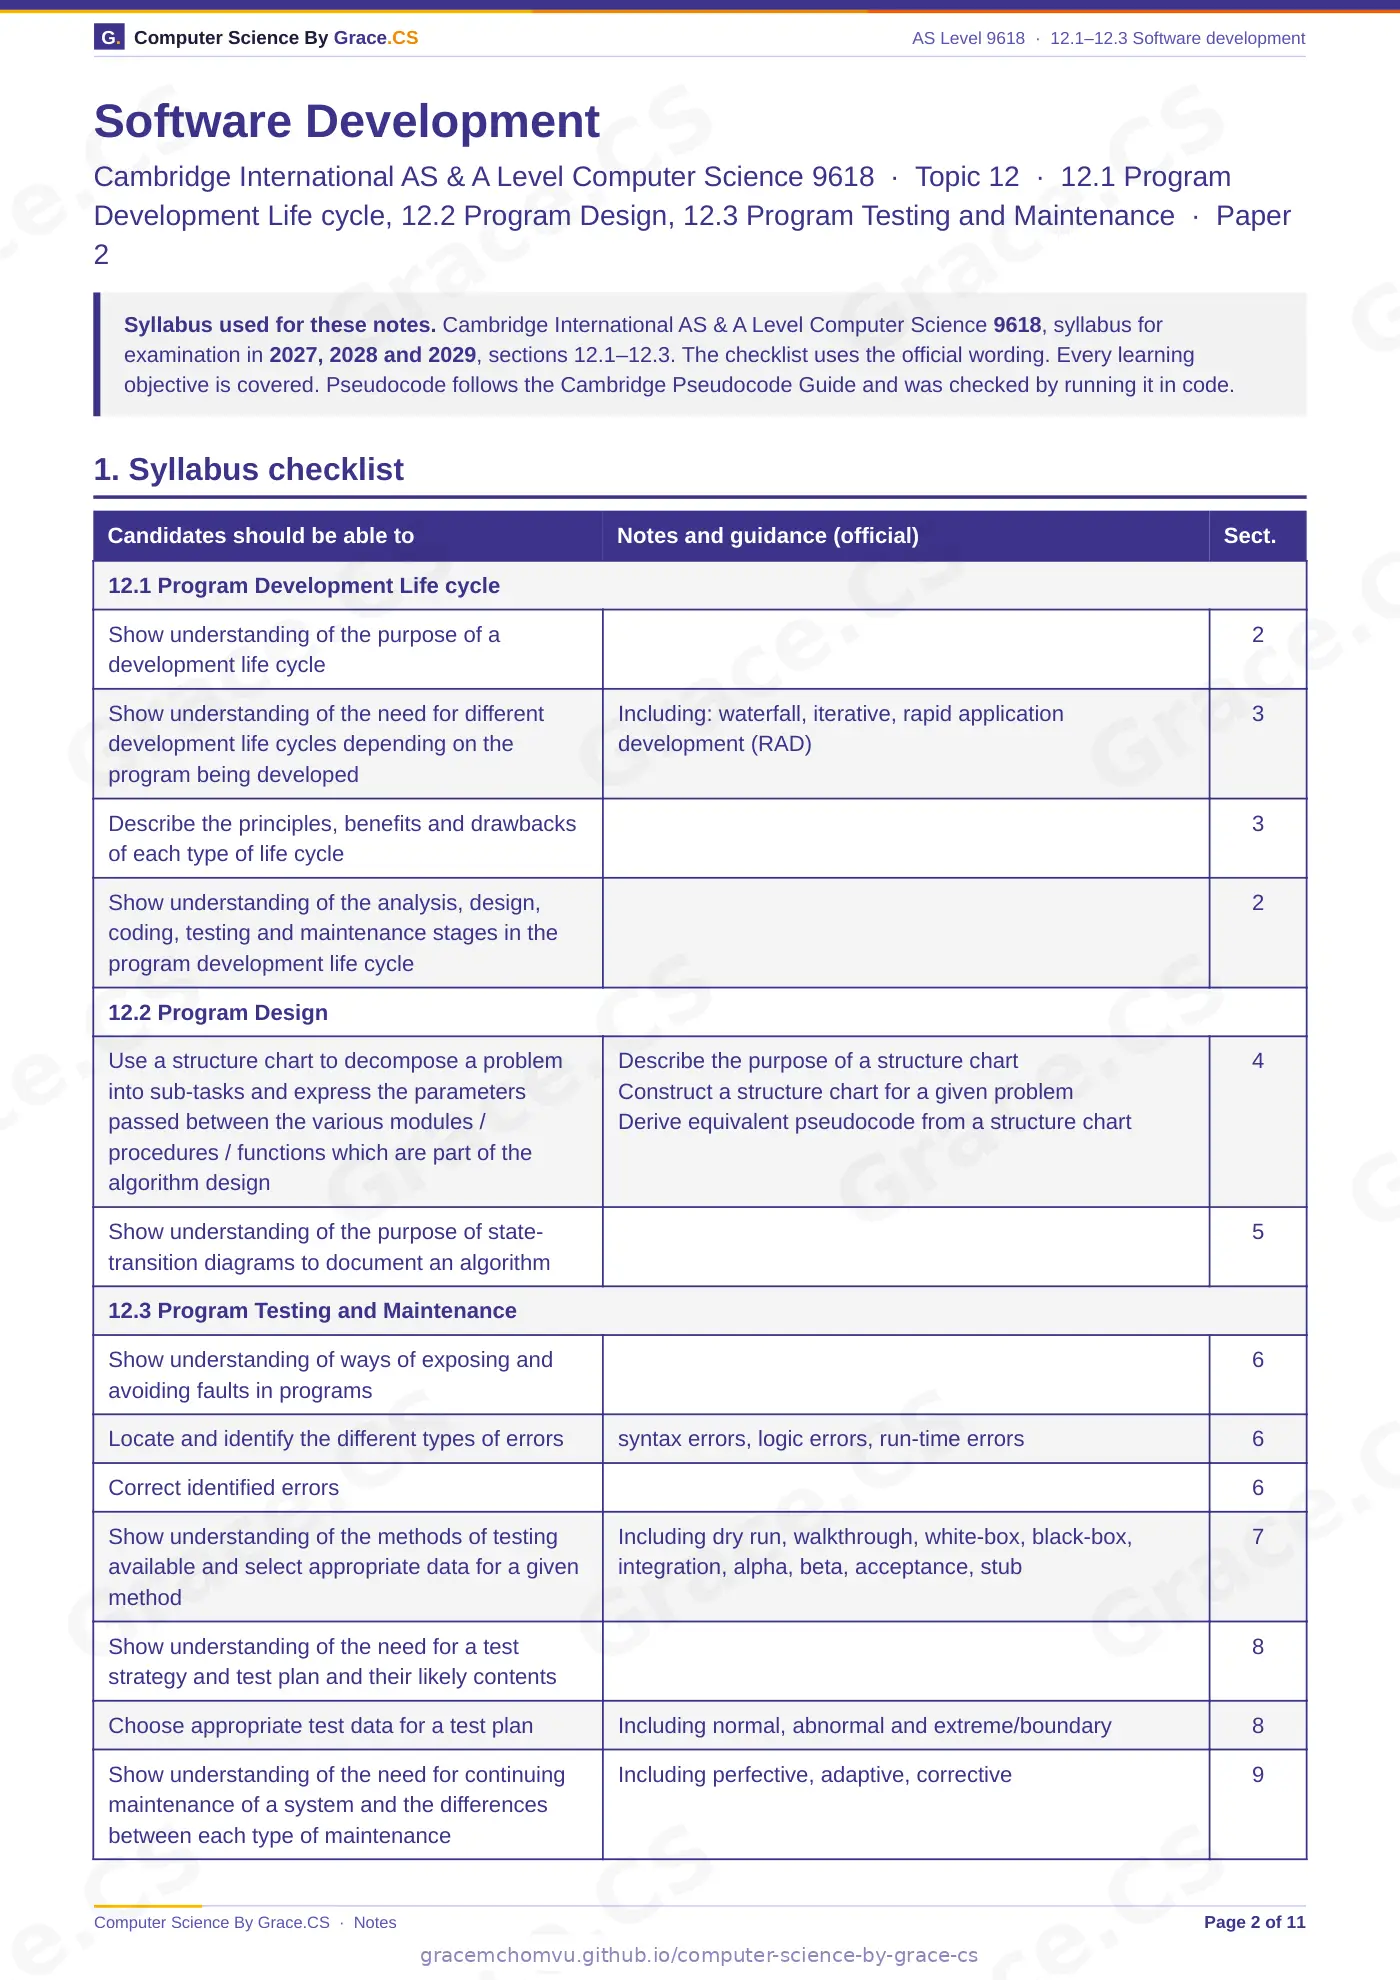 G. Computer Science By Grace.CS
AS Level 9618 · 12.1–12.3 Software development
Software Development
Cambridge International AS & A Level Computer Science 9618 · Topic 12 · 12.1 Program
Development Life cycle, 12.2 Program Design, 12.3 Program Testing and Maintenance · Paper
2
Syllabus used for these notes. Cambridge International AS & A Level Computer Science 9618, syllabus for
examination in 2027, 2028 and 2029, sections 12.1–12.3. The checklist uses the official wording. Every learning
objective is covered. Pseudocode follows the Cambridge Pseudocode Guide and was checked by running it in code.
1. Syllabus checklist
Candidates should be able to
Notes and guidance (official)
Sect.
12.1 Program Development Life cycle
Show understanding of the purpose of a
development life cycle
2
Show understanding of the need for different
development life cycles depending on the
program being developed
Including: waterfall, iterative, rapid application
development (RAD)
3
Describe the principles, benefits and drawbacks
of each type of life cycle
3
Show understanding of the analysis, design,
coding, testing and maintenance stages in the
program development life cycle
2
12.2 Program Design
Use a structure chart to decompose a problem
into sub-tasks and express the parameters
passed between the various modules /
procedures / functions which are part of the
algorithm design
Describe the purpose of a structure chart
Construct a structure chart for a given problem
Derive equivalent pseudocode from a structure chart
4
Show understanding of the purpose of state-
transition diagrams to document an algorithm
5
12.3 Program Testing and Maintenance
Show understanding of ways of exposing and
avoiding faults in programs
6
Locate and identify the different types of errors
syntax errors, logic errors, run-time errors
6
Correct identified errors
6
Show understanding of the methods of testing
available and select appropriate data for a given
method
Including dry run, walkthrough, white-box, black-box,
integration, alpha, beta, acceptance, stub
7
Show understanding of the need for a test
strategy and test plan and their likely contents
8
Choose appropriate test data for a test plan
Including normal, abnormal and extreme/boundary
8
Show understanding of the need for continuing
maintenance of a system and the differences
between each type of maintenance
Including perfective, adaptive, corrective
9
Computer Science By Grace.CS · Notes
Page 2 of 11
gracemchomvu.github.io/computer-science-by-grace-cs